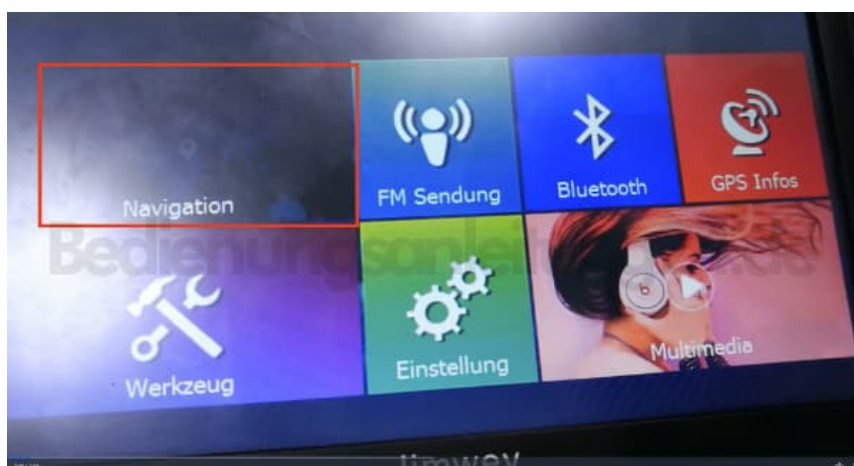 Navigation
FM Sendung
Bluetooth
GPS Infos
Werkzeug
Einstellung
Multimedia